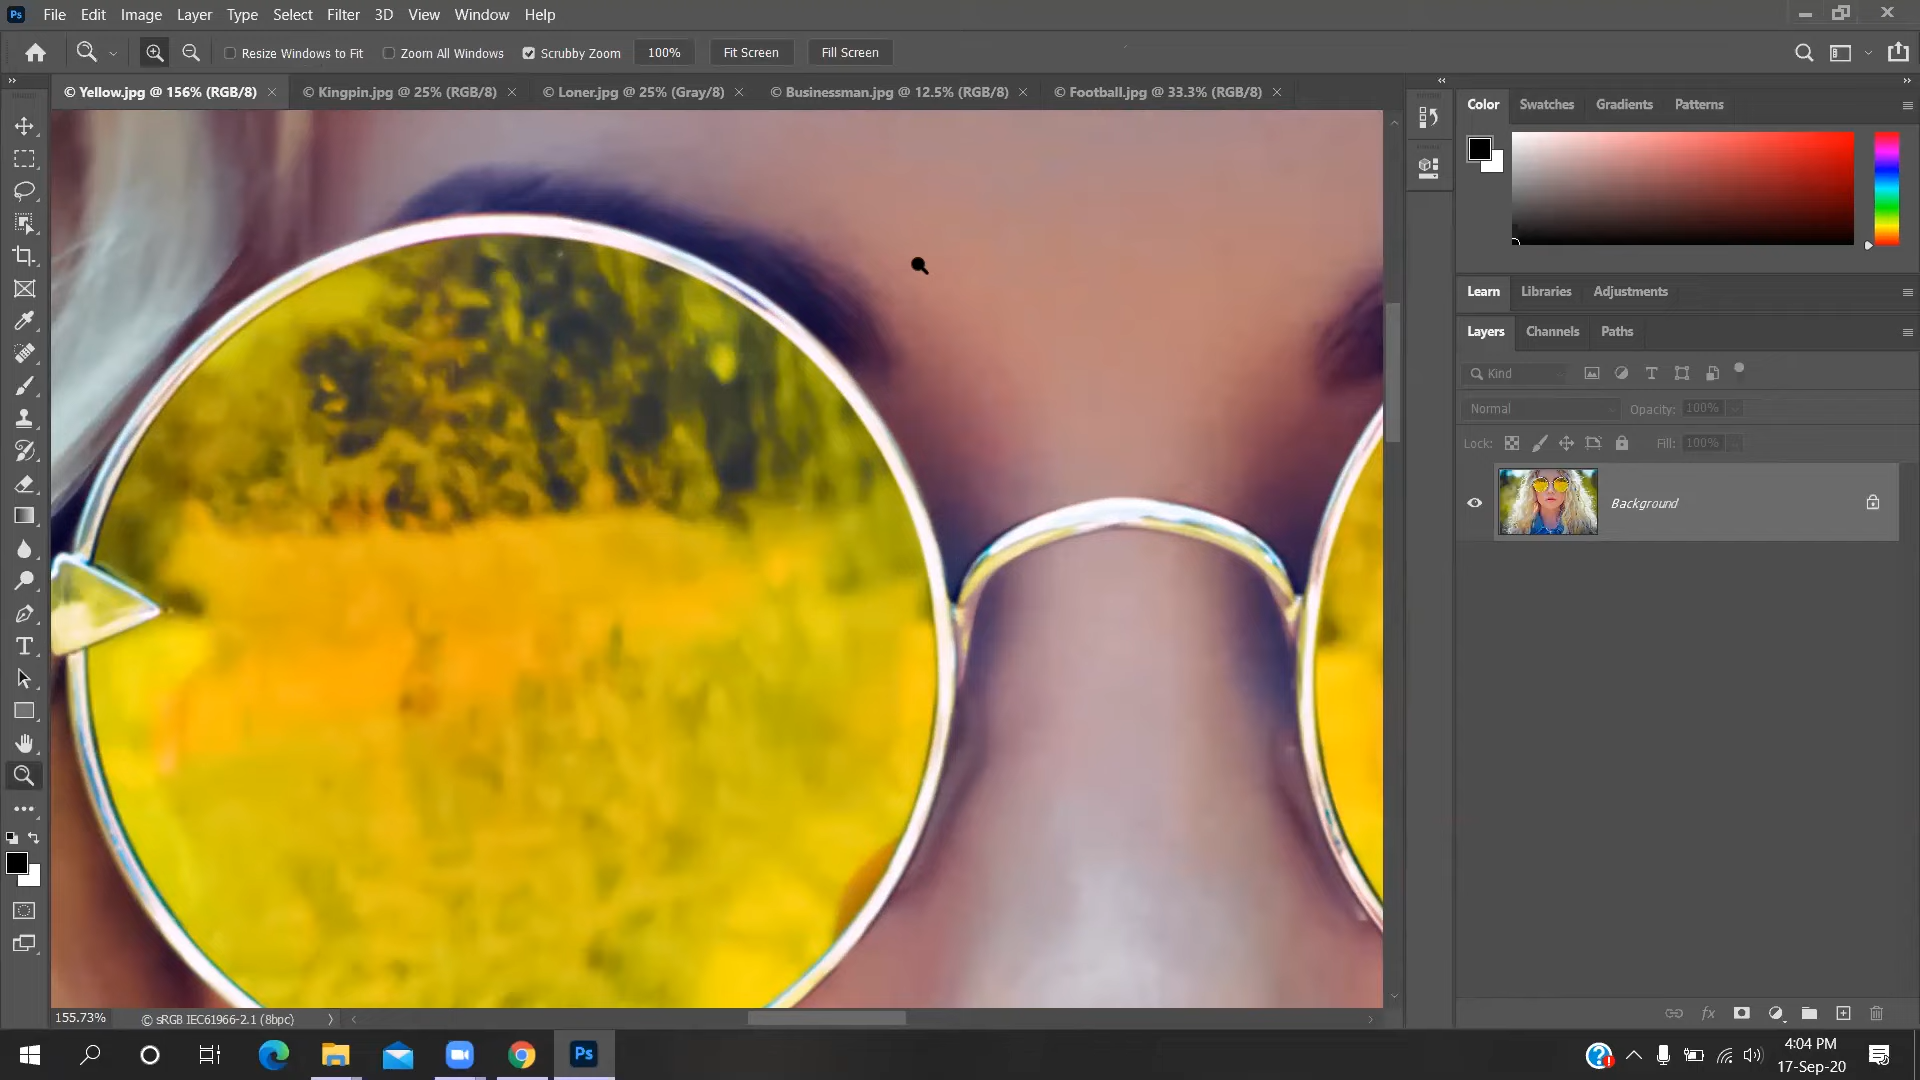 Ps File Edit Image Layer Type Select Filter 3D View Window Help
Resize Windows to Fit Zoom All Windows Scrubby Zoom 100% Fit Screen Fill Screen
© Yellow.jpg @ 156% (RGB/8) © Kingpin.jpg @ 25% (RGB/8) © Loner.jpg @ 25% (Gray/8) © Businessman.jpg @ 12.5% (RGB/8) © Football.jpg @ 33.3% (RGB/8)
Color Swatches Gradients Patterns
Learn Libraries Adjustments
Layers Channels Paths
Kind
Normal Opacity: 100%
Lock: Fill: 100%
Background
155.73% © sRGB IEC61966-2.1 (8bpc)
Ps
4:04 PM
17-Sep-20